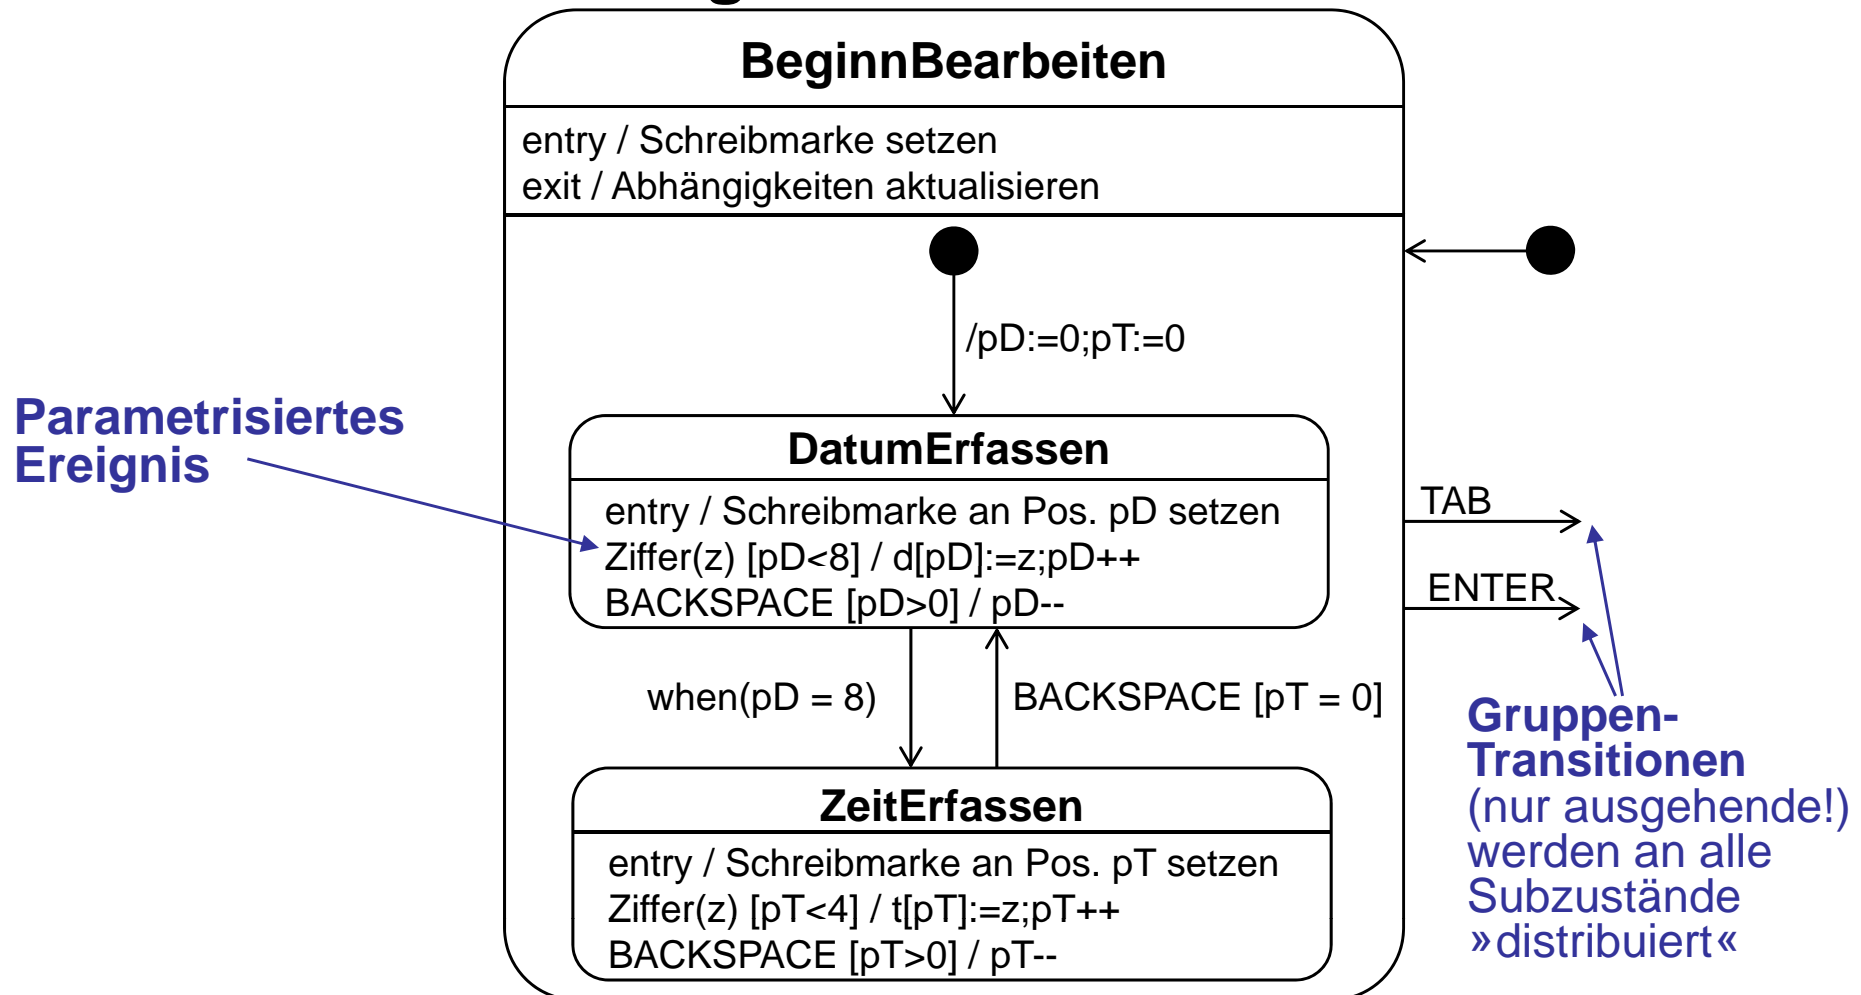 BeginnBearbeiten
entry / Schreibmarke setzen
exit / Abhängigkeiten aktualisieren
/pD:=0;pT:=0
Parametrisiertes
Ereignis
DatumErfassen
entry / Schreibmarke an Pos. pD setzen
Ziffer(z) [pD<8] / d[pD]:=z;pD++
BACKSPACE [pD>0] / pD--
TAB
ENTER
when(pD = 8)
BACKSPACE [pT = 0]
Gruppen-
Transitionen
(nur ausgehende!)
werden an alle
Subzustände
»distribuiert«
ZeitErfassen
entry / Schreibmarke an Pos. pT setzen
Ziffer(z) [pT<4] / t[pT]:=z;pT++
BACKSPACE [pT>0] / pT--